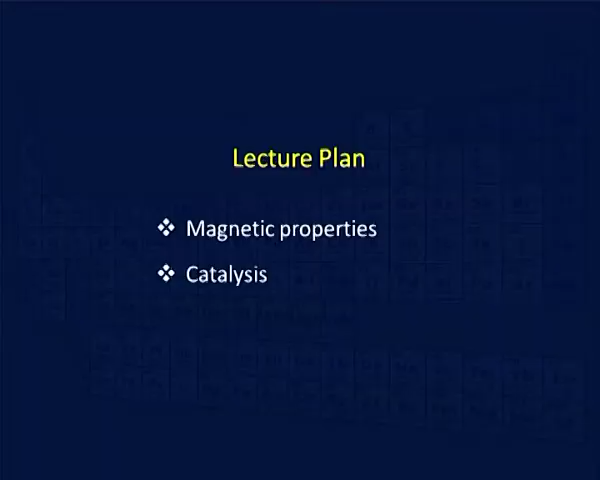 Lecture Plan
❖ Magnetic properties
❖ Catalysis